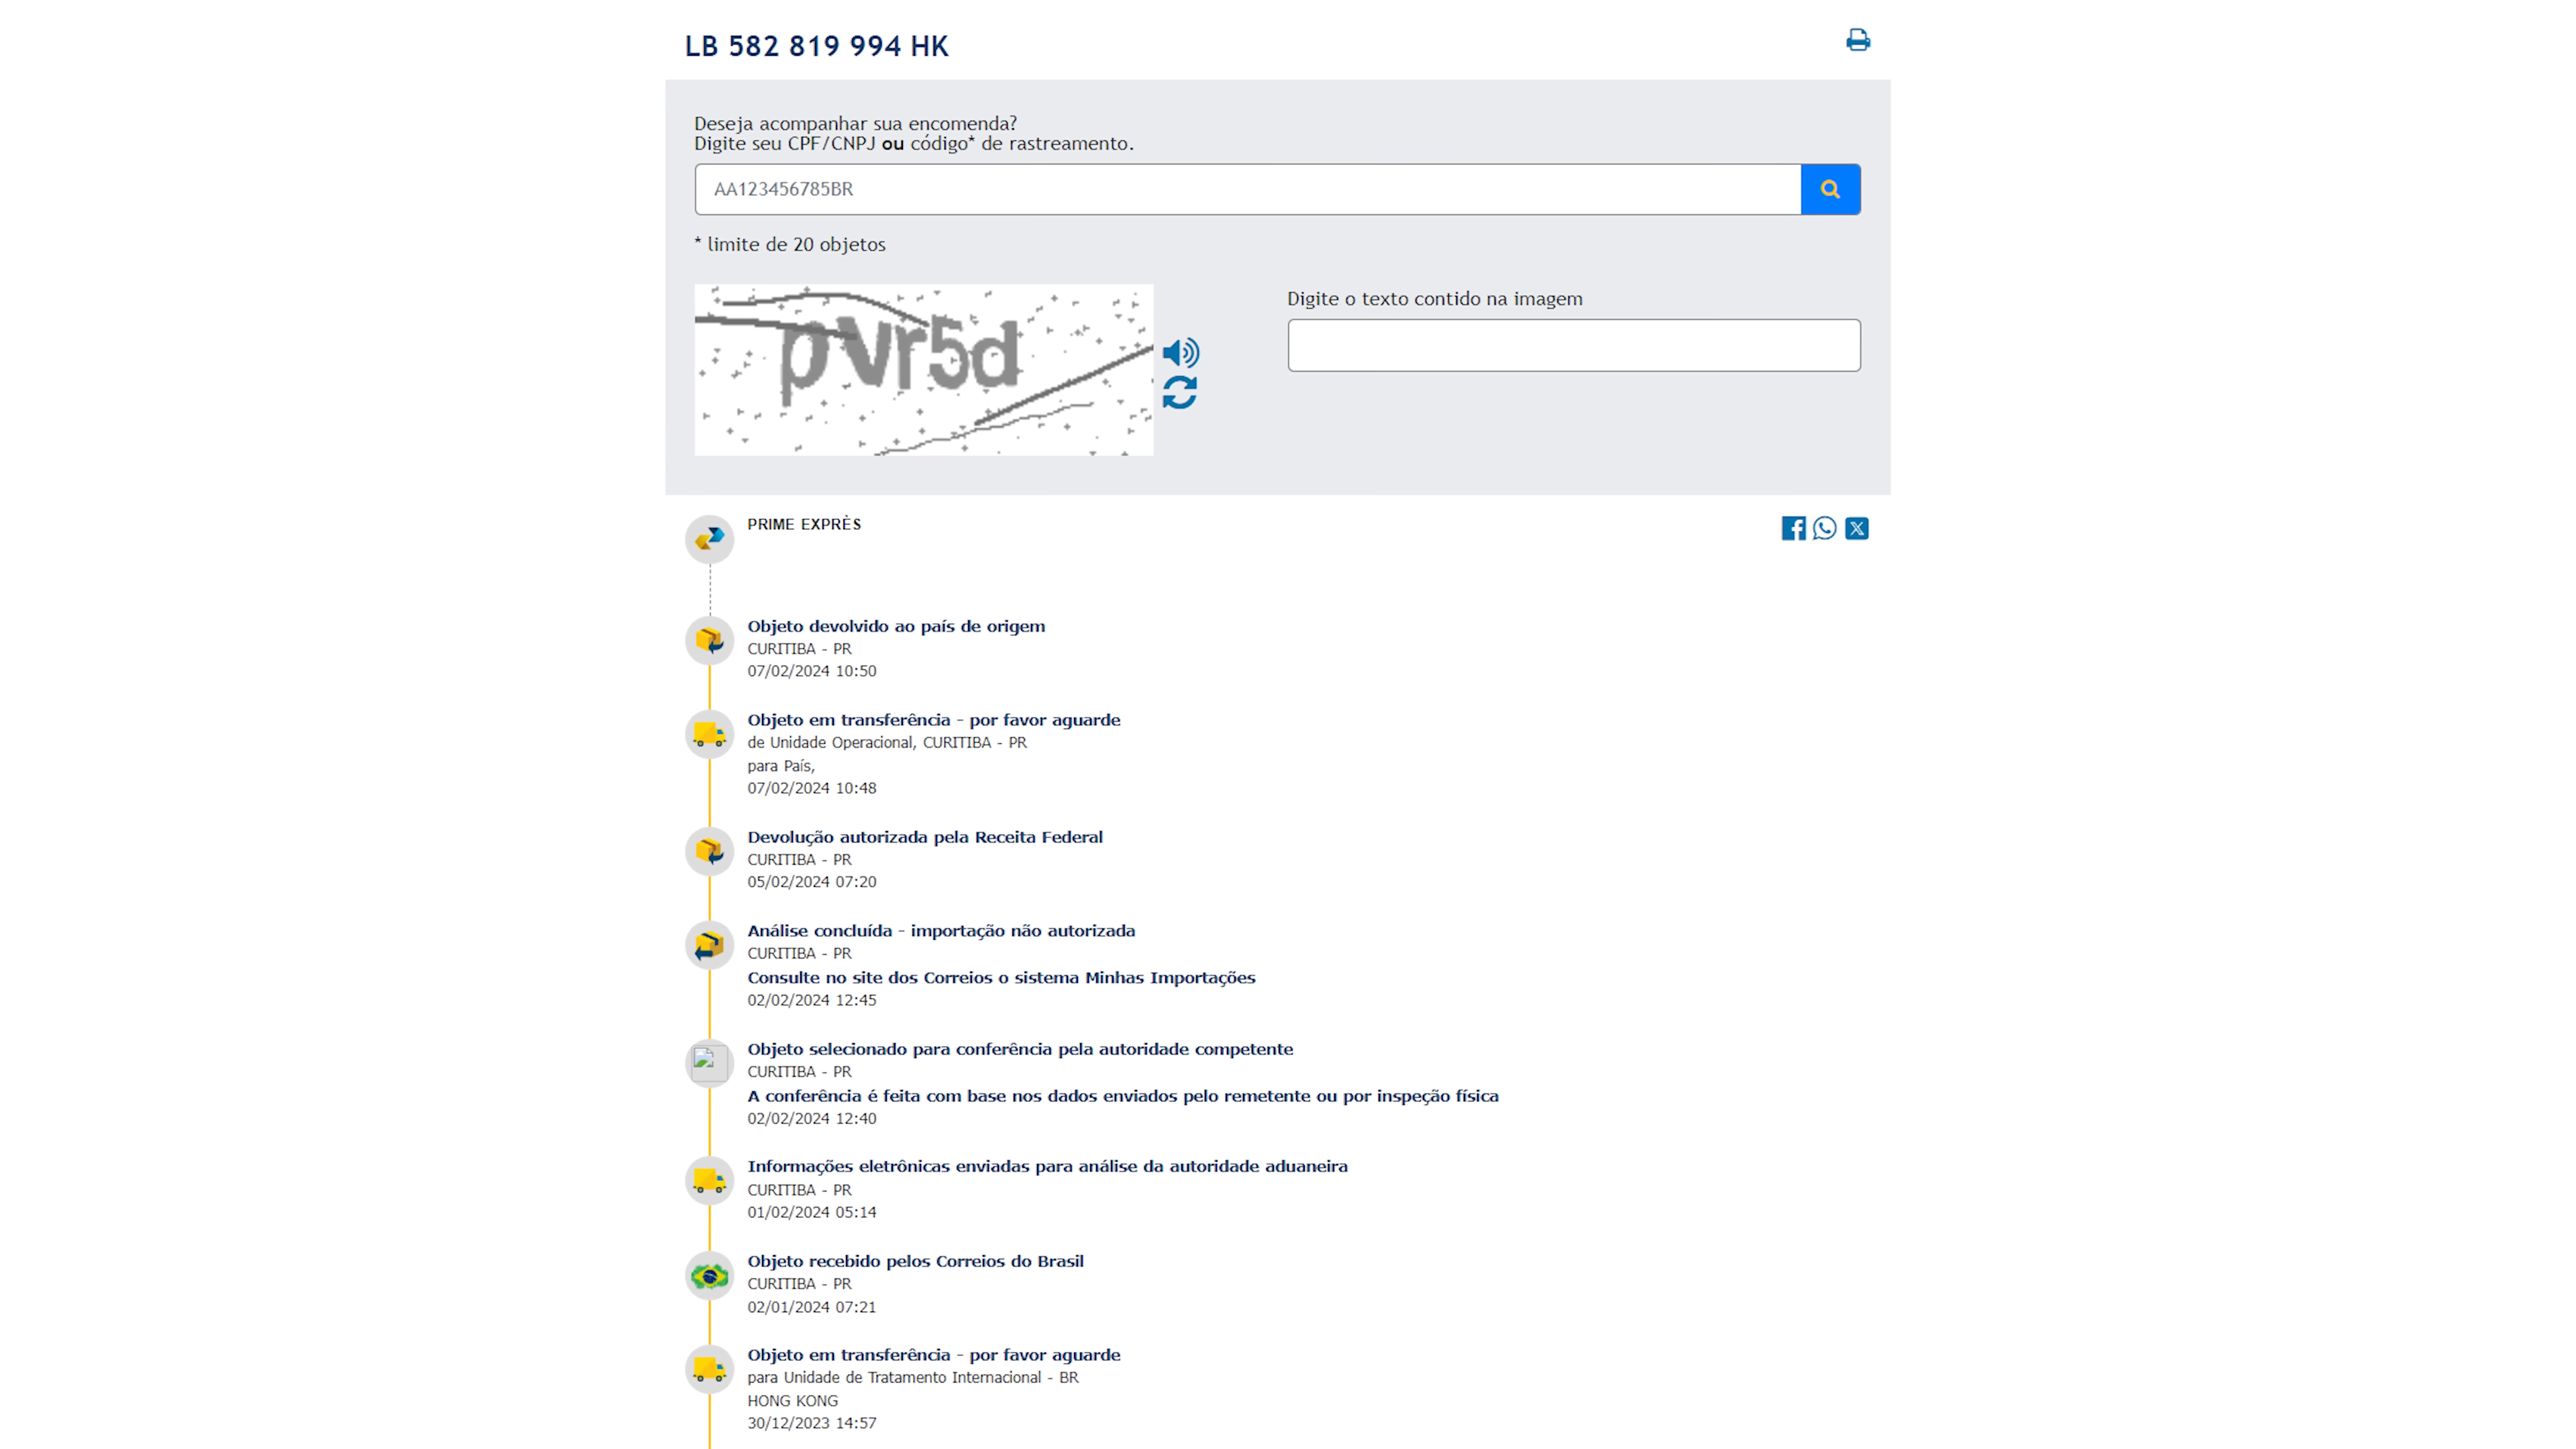 LB 582 819 994 HK
Deseja acompanhar sua encomenda?
Digite seu CPF/CNPJ ou código* de rastreamento.
AA123456785BR
* limite de 20 objetos
pVr5d
Digite o texto contido na imagem
PRIME EXPRÈS
Objeto devolvido ao país de origem
CURITIBA - PR
07/02/2024 10:50
Objeto em transferência - por favor aguarde
de Unidade Operacional, CURITIBA - PR
para País,
07/02/2024 10:48
Devolução autorizada pela Receita Federal
CURITIBA - PR
05/02/2024 07:20
Análise concluída - importação não autorizada
CURITIBA - PR
Consulte no site dos Correios o sistema Minhas Importações
02/02/2024 12:45
Objeto selecionado para conferência pela autoridade competente
CURITIBA - PR
A conferência é feita com base nos dados enviados pelo remetente ou por inspeção física
02/02/2024 12:40
Informações eletrônicas enviadas para análise da autoridade aduaneira
CURITIBA - PR
01/02/2024 05:14
Objeto recebido pelos Correios do Brasil
CURITIBA - PR
02/01/2024 07:21
Objeto em transferência - por favor aguarde
para Unidade de Tratamento Internacional - BR
HONG KONG
30/12/2023 14:57